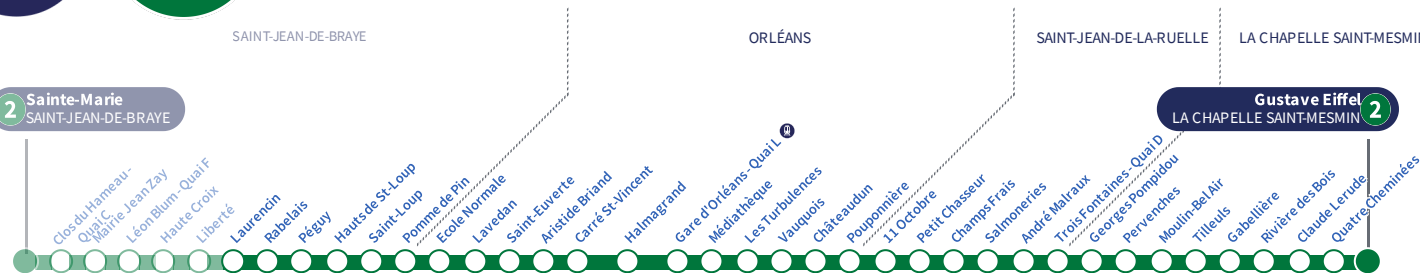 SAINT-JEAN-DE-BRAYE
ORLÉANS
SAINT-JEAN-DE-LA-RUELLE
LA CHAPELLE SAINT-MESMI
2
Sainte-Marie
SAINT-JEAN-DE-BRAYE
Gustave Eiffel
LA CHAPELLE SAINT-MESMIN
2
Clos du Hameau -
Quai C
Mairie Jean Zay
Léon Blum - Quai F
Haute Croix
Liberté
Laurencin
Rabelais
Péguy
Hauts de St-Loup
Saint-Loup
Pomme de Pin
Ecole Normale
Lavedan
Saint-Euverte
Aristide Briand
Carré St-Vincent
Halmagrand
Gare d'Orléans - Quai L
Médiathèque
Les Turbulences
Vauquois
Châteaudun
Pouponnière
11 Octobre
Petit Chasseur
Champs Frais
Salmoneries
André Malraux
Trois Fontaines - Quai D
Georges Pompidou
Pervenches
Moulin-Bel Air
Tilleuls
Gabellière
Rivière des Bois
Claude Lerude
Quatre Cheminées